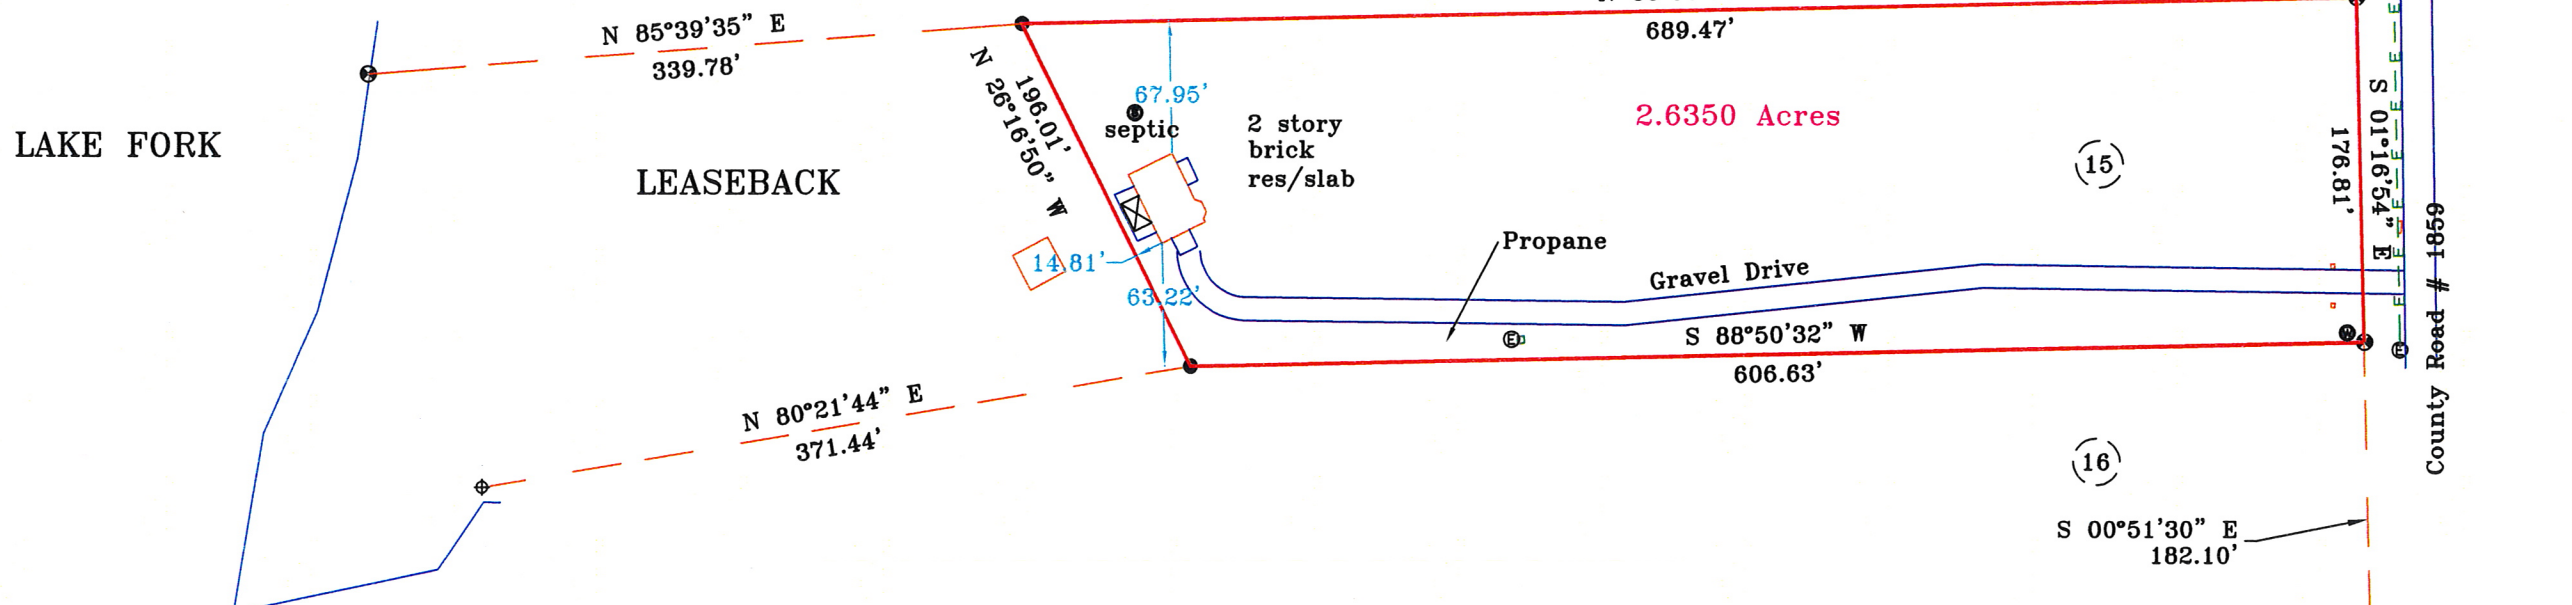 N 85°39'35" E
339.78'
689.47'
LAKE FORK
LEASEBACK
196.01'
N 26°16'50" W
67.95'
septic
2 story
brick
res/slab
2.6350 Acres
15
S 01°16'54" E
176.81'
14.81'
63.22'
Propane
Gravel Drive
E
S 88°50'32" W
606.63'
W
E
County Road # 1859
N 80°21'44" E
371.44'
16
S 00°51'30" E
182.10'
E
E
E
E
E
E
E